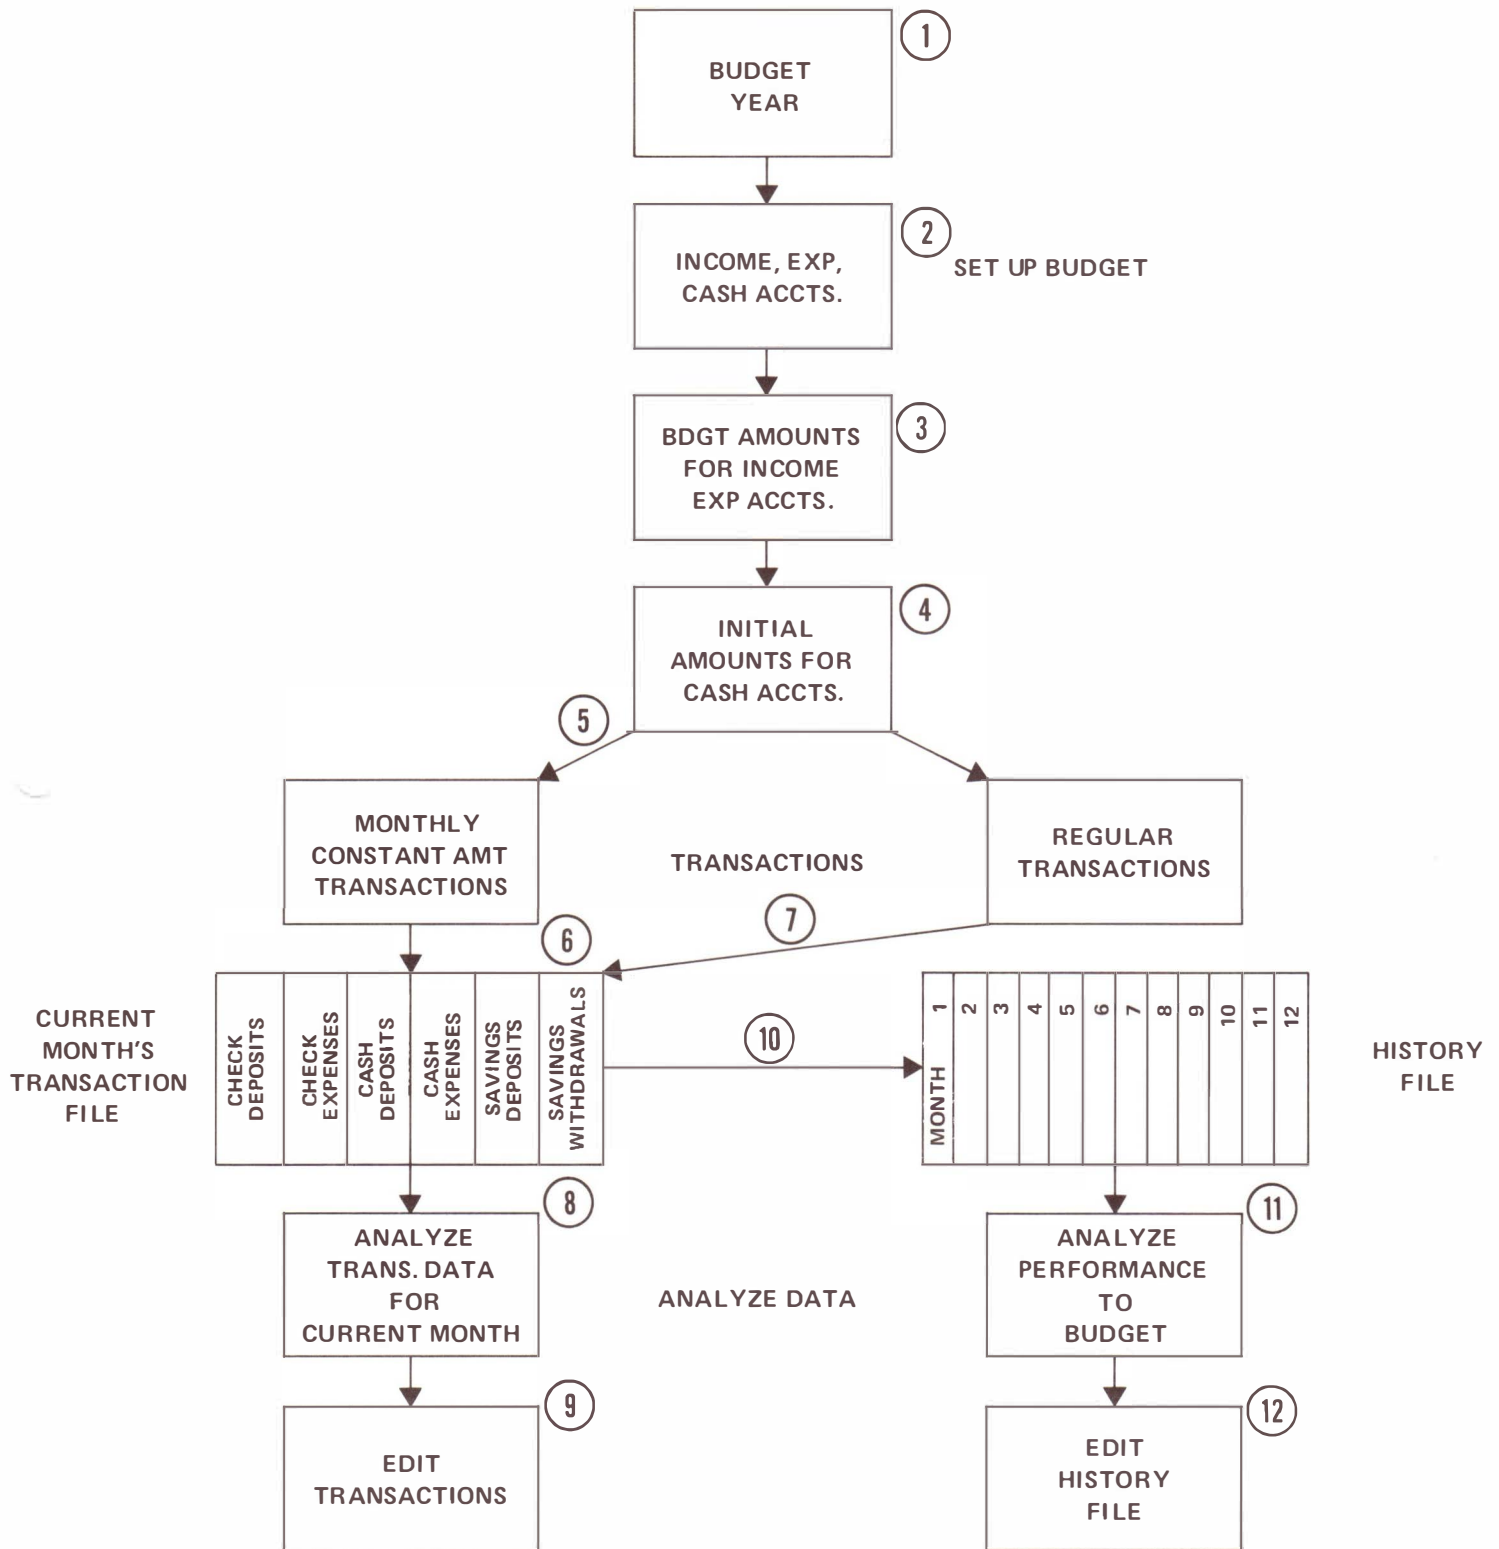 1
BUDGET
YEAR
2
INCOME, EXP,
CASH ACCTS.
SET UP BUDGET
3
BDGT AMOUNTS
FOR INCOME
EXP ACCTS.
4
INITIAL
AMOUNTS FOR
CASH ACCTS.
5
MONTHLY
CONSTANT AMT
TRANSACTIONS
TRANSACTIONS
REGULAR
TRANSACTIONS
6
7
CURRENT
MONTH'S
TRANSACTION
FILE
CHECK
DEPOSITS
CHECK
EXPENSES
CASH
DEPOSITS
CASH
EXPENSES
SAVINGS
DEPOSITS
SAVINGS
WITHDRAWALS
10
MONTH 1
2
3
4
5
6
7
8
9
10
11
12
HISTORY
FILE
8
ANALYZE
TRANS. DATA
FOR
CURRENT MONTH
ANALYZE DATA
11
ANALYZE
PERFORMANCE
TO
BUDGET
9
EDIT
TRANSACTIONS
12
EDIT
HISTORY
FILE